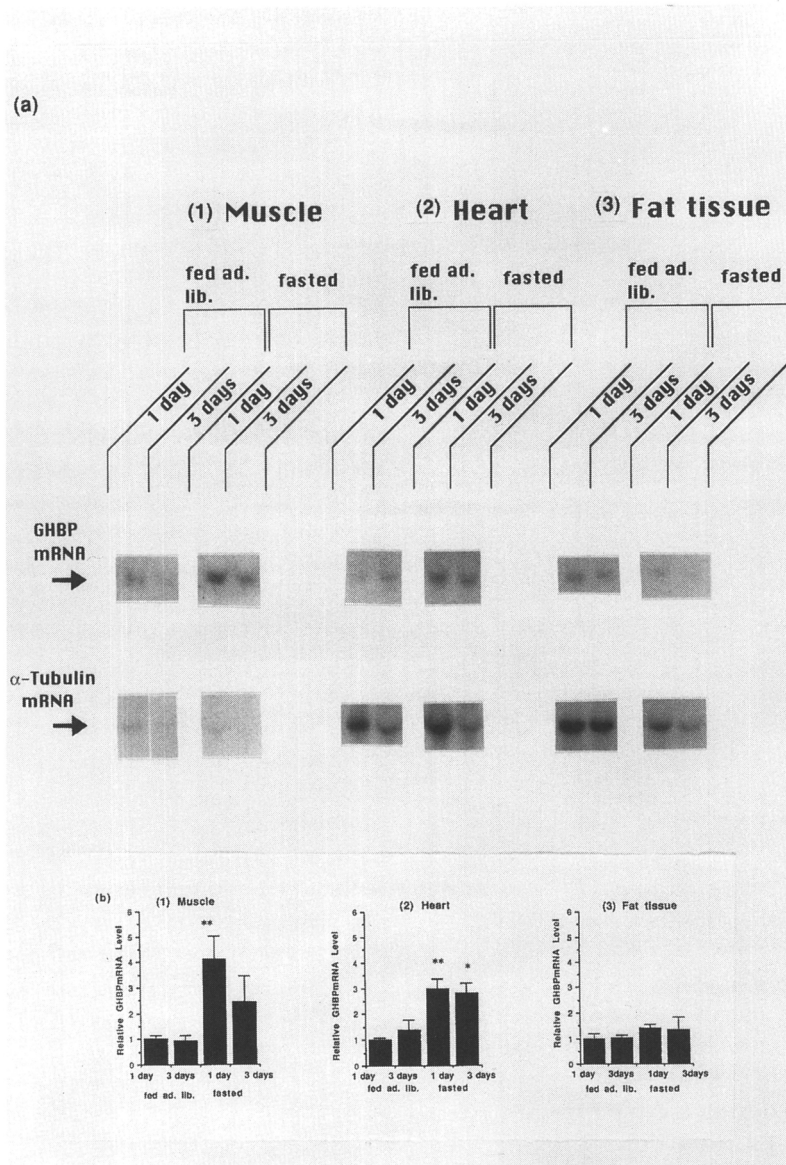 (a)
(1) Muscle (2) Heart (3) Fat tissue
fed ad. lib. fasted fed ad. lib. fasted fed ad. lib. fasted
1 day 3 days 1 day 3 days 1 day 3 days 1 day 3 days 1 day 3 days 1 day 3 days
GHBP
mRNA
α-Tubulin
mRNA
(b)
(1) Muscle
Relative GHBPmRNA Level
6
5
4
3
2
1
0
**
1 day 3 days 1 day 3 days
fed ad. lib. fasted
(2) Heart
Relative GHBPmRNA Level
6
5
4
3
2
1
0
** *
1 day 3 days 1 day 3 days
fed ad. lib. fasted
(3) Fat tissue
Relative GHBPmRNA Level
6
5
4
3
2
1
0
1 day 3days 1day 3days
fed ad. lib. fasted